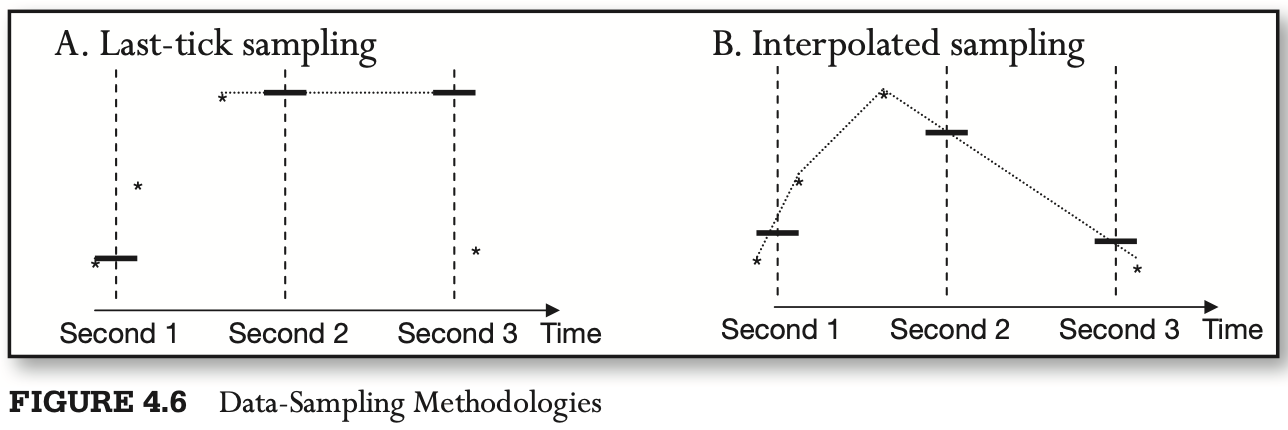 A. Last-tick sampling
B. Interpolated sampling
Second 1 Second 2 Second 3 Time
Second 1 Second 2 Second 3 Time
FIGURE 4.6 Data-Sampling Methodologies